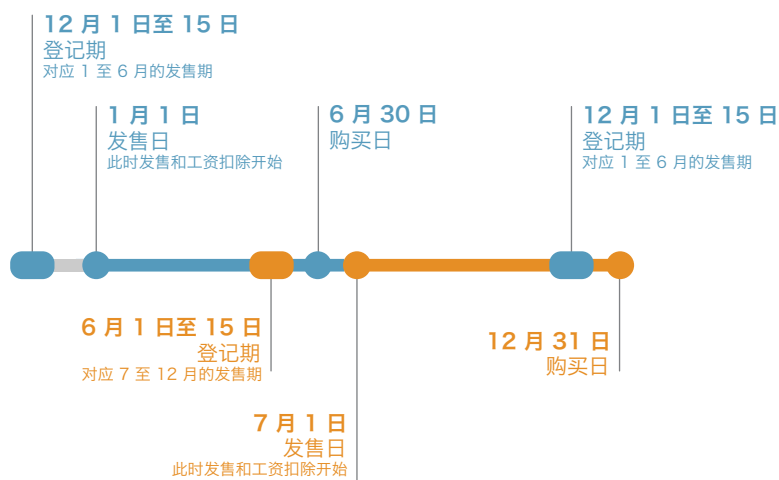 12 月 1 日至 15 日
登记期
对应 1 至 6 月的发售期
1 月 1 日
发售日
此时发售和工资扣除开始
6 月 30 日
购买日
12 月 1 日至 15 日
登记期
对应 1 至 6 月的发售期
6 月 1 日至 15 日
登记期
对应 7 至 12 月的发售期
12 月 31 日
购买日
7 月 1 日
发售日
此时发售和工资扣除开始